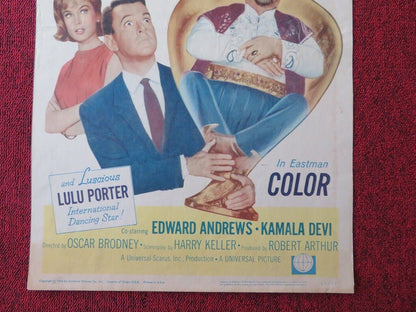 In Eastman
COLOR
and Luscious
LULU PORTER
International
Dancing Star!
Co-starring EDWARD ANDREWS · KAMALA DEVI
Directed by OSCAR BRODNEY · Screenplay by HARRY KELLER · Produced by ROBERT ARTHUR
A Universal-Scarus, Inc., Production · A UNIVERSAL PICTURE